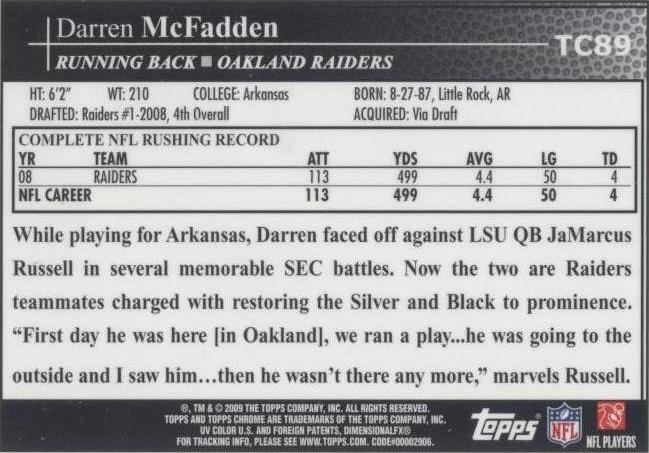 Darren McFadden
TC89
RUNNING BACK ■ OAKLAND RAIDERS
HT: 6'2" WT: 210 COLLEGE: Arkansas BORN: 8-27-87, Little Rock, AR
DRAFTED: Raiders #1-2008, 4th Overall ACQUIRED: Via Draft
COMPLETE NFL RUSHING RECORD
YR TEAM ATT YDS AVG LG TD
08 RAIDERS 113 499 4.4 50 4
NFL CAREER 113 499 4.4 50 4
While playing for Arkansas, Darren faced off against LSU QB JaMarcus
Russell in several memorable SEC battles. Now the two are Raiders
teammates charged with restoring the Silver and Black to prominence.
“First day he was here [in Oakland], we ran a play...he was going to the
outside and I saw him...then he wasn't there any more,” marvels Russell.
®, TM & © 2009 THE TOPPS COMPANY, INC. ALL RIGHTS RESERVED.
TOPPS AND TOPPS CHROME ARE TRADEMARKS OF THE TOPPS COMPANY, INC.
UV COLOR U.S. AND FOREIGN PATENTS, DIMENSIONALFX®
FOR TRACKING INFO, PLEASE SEE WWW.TOPPS.COM. CODE#00002906.
Topps NFL NFL PLAYERS